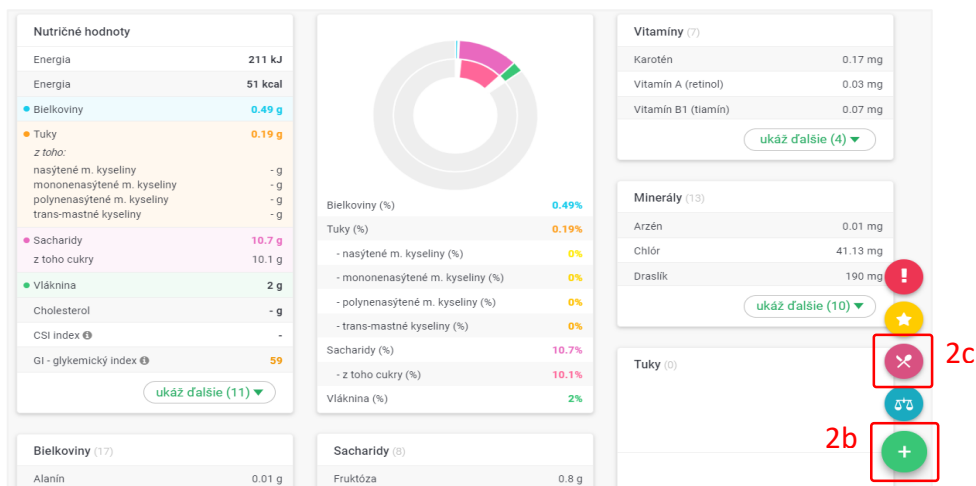 Nutričné hodnoty
Energia 211 kJ
Energia 51 kcal
Bielkoviny 0.49 g
Tuky 0.19 g
z toho:
nasýtené m. kyseliny - g
mononenasýtené m. kyseliny - g
polynenasýtené m. kyseliny - g
trans-mastné kyseliny - g
Sacharidy 10.7 g
z toho cukry 10.1 g
Vláknina 2 g
Cholesterol - g
CSI index -
GI - glykemický index 59
ukáž ďalšie (11)
Bielkoviny (17)
Alanín 0.01 g
Bielkoviny (%) 0.49%
Tuky (%) 0.19%
- nasýtené m. kyseliny (%) 0%
- mononenasýtené m. kyseliny (%) 0%
- polynenasýtené m. kyseliny (%) 0%
- trans-mastné kyseliny (%) 0%
Sacharidy (%) 10.7%
- z toho cukry (%) 10.1%
Vláknina (%) 2%
Sacharidy (8)
Fruktóza 0.8 g
Vitamíny (7)
Karotén 0.17 mg
Vitamín A (retinol) 0.03 mg
Vitamín B1 (tiamín) 0.07 mg
ukáž ďalšie (4)
Minerály (13)
Arzén 0.01 mg
Chlór 41.13 mg
Draslík 190 mg
ukáž ďalšie (10)
Tuky (0)
2c
2b